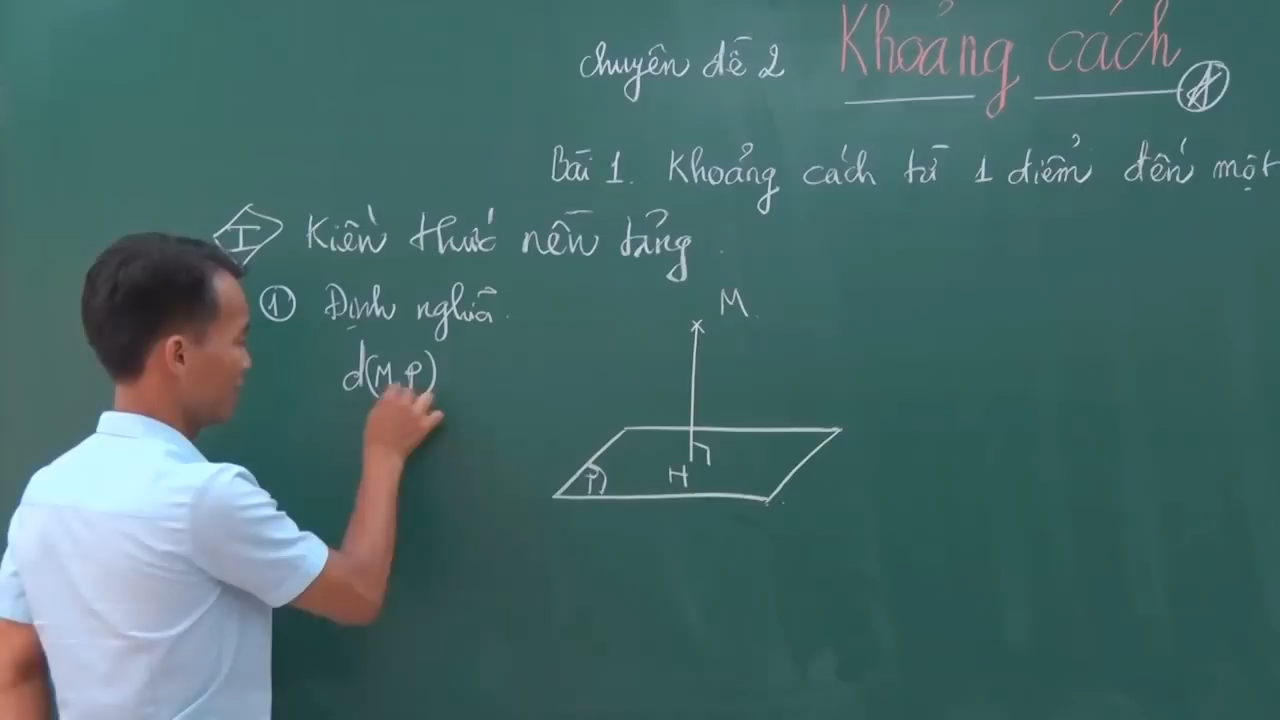 Chuyên đề 2 Khoảng cách
Bài 1. Khoảng cách từ 1 điểm đến một
I Kiến thức nền tảng.
① Định nghĩa.
M.
d(M, P)
H
P)